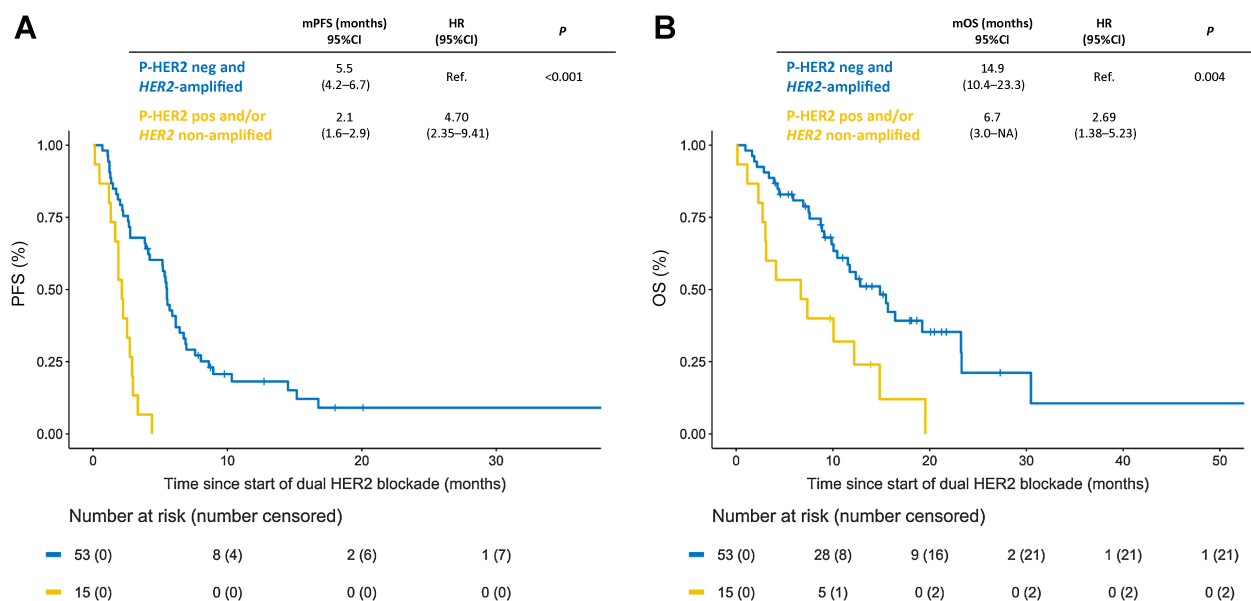 A
mPFS (months) HR P
95%CI (95%CI)
P-HER2 neg and 5.5 Ref. <0.001
HER2-amplified (4.2–6.7)
P-HER2 pos and/or 2.1 4.70
HER2 non-amplified (1.6–2.9) (2.35–9.41)
1.00
0.75
0.50
0.25
0.00
PFS (%)
0 10 20 30
Time since start of dual HER2 blockade (months)
Number at risk (number censored)
53 (0) 8 (4) 2 (6) 1 (7)
15 (0) 0 (0) 0 (0) 0 (0)
B
mOS (months) HR P
95%CI (95%CI)
P-HER2 neg and 14.9 Ref. 0.004
HER2-amplified (10.4–23.3)
P-HER2 pos and/or 6.7 2.69
HER2 non-amplified (3.0–NA) (1.38–5.23)
1.00
0.75
0.50
0.25
0.00
OS (%)
0 10 20 30 40 50
Time since start of dual HER2 blockade (months)
Number at risk (number censored)
53 (0) 28 (8) 9 (16) 2 (21) 1 (21) 1 (21)
15 (0) 5 (1) 0 (2) 0 (2) 0 (2) 0 (2)